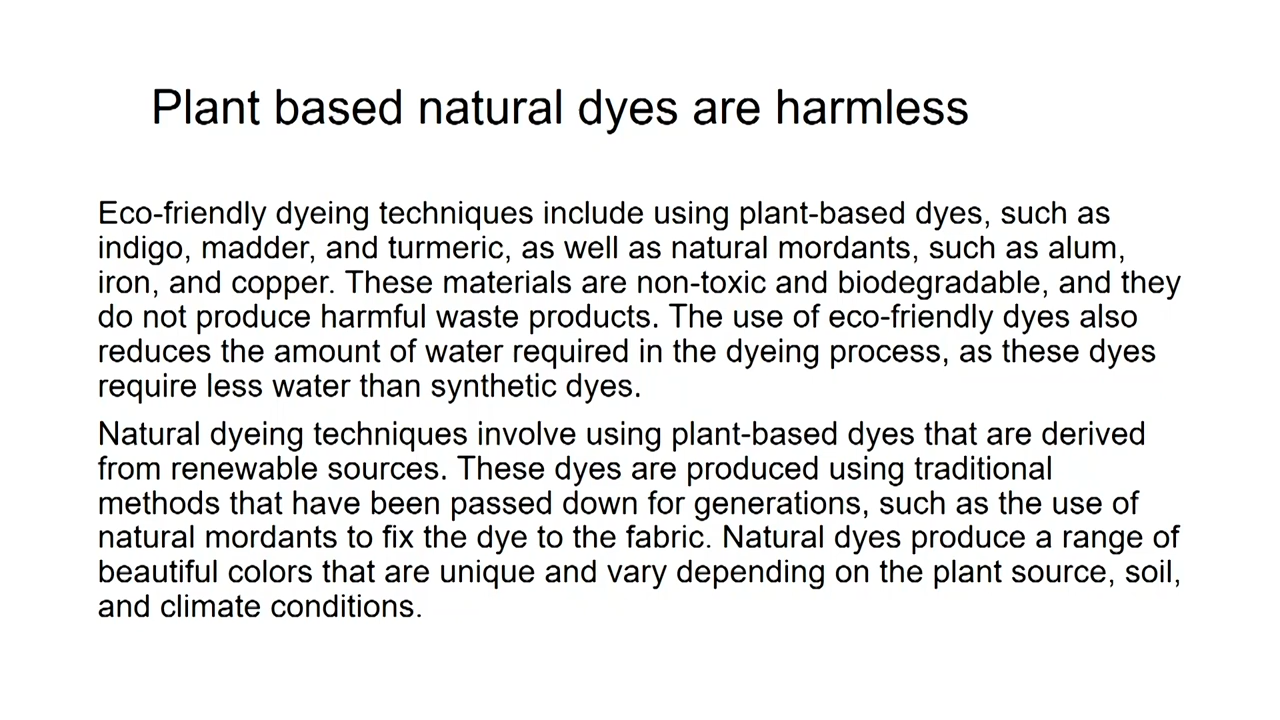 Plant based natural dyes are harmless
Eco-friendly dyeing techniques include using plant-based dyes, such as
indigo, madder, and turmeric, as well as natural mordants, such as alum,
iron, and copper. These materials are non-toxic and biodegradable, and they
do not produce harmful waste products. The use of eco-friendly dyes also
reduces the amount of water required in the dyeing process, as these dyes
require less water than synthetic dyes.
Natural dyeing techniques involve using plant-based dyes that are derived
from renewable sources. These dyes are produced using traditional
methods that have been passed down for generations, such as the use of
natural mordants to fix the dye to the fabric. Natural dyes produce a range of
beautiful colors that are unique and vary depending on the plant source, soil,
and climate conditions.